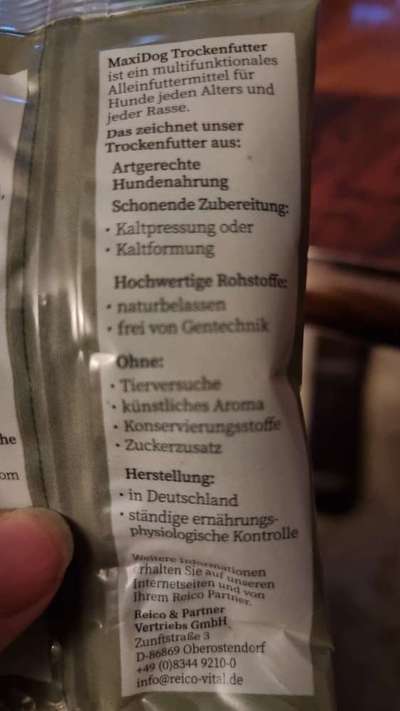 MaxiDog Trockenfutter
ist ein multifunktionales
Alleinfuttermittel für
Hunde jeden Alters und
jeder Rasse.
Das zeichnet unser
Trockenfutter aus:
Artgerechte
Hundenahrung
Schonende Zubereitung:
• Kaltpressung oder
• Kaltformung
Hochwertige Rohstoffe:
• naturbelassen
• frei von Gentechnik
Ohne:
• Tierversuche
• künstliches Aroma
• Konservierungsstoffe
• Zuckerzusatz
Herstellung:
• in Deutschland
• ständige ernährungs-
physiologische Kontrolle
Weitere Informationen
erhalten Sie auf unseren
Internetseiten und von
Ihrem Reico Partner.
Reico & Partner
Vertriebs GmbH
Zunftstraße 3
D-86869 Oberostendorf
+49 (0)8344 9210-0
info@reico-vital.de
he
om